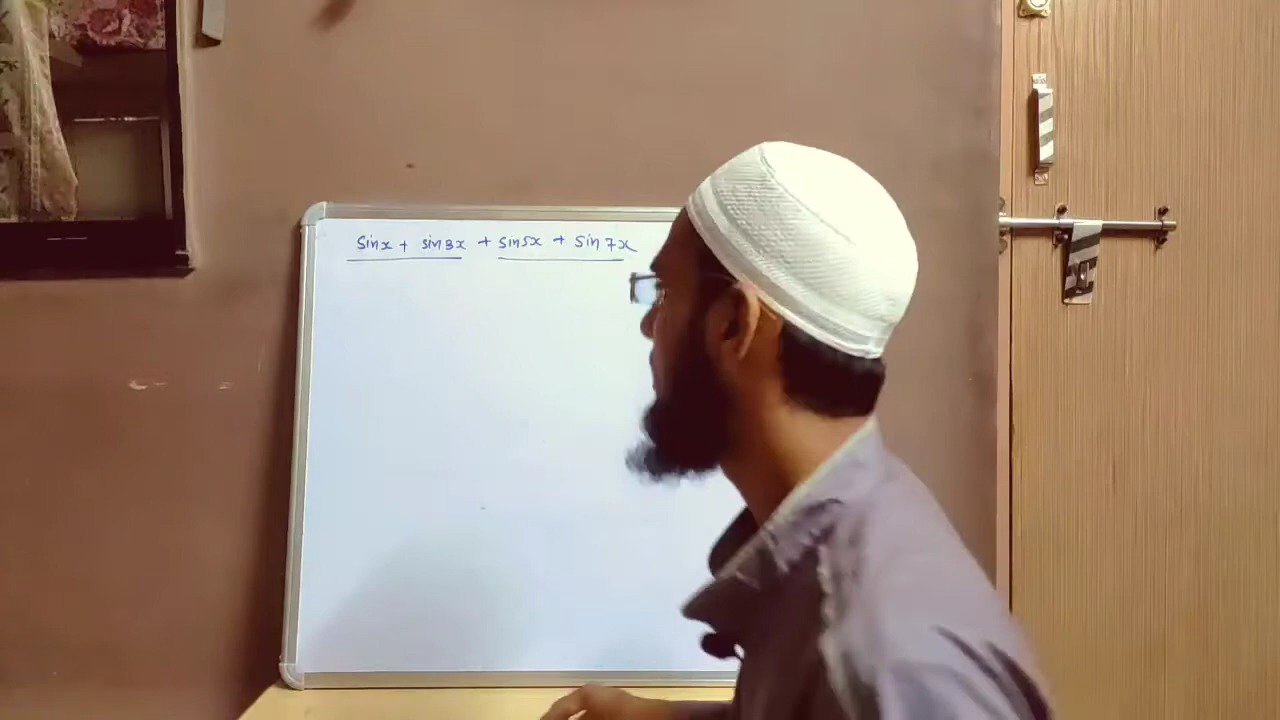 Sinx + sin3x + sin5x + sin7x